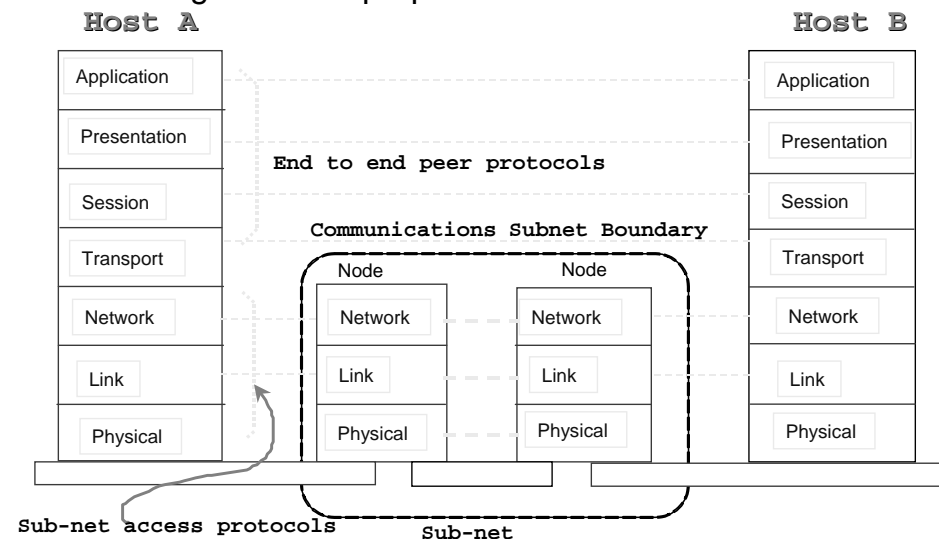 Host A
Host B
Application
Presentation
Session
Transport
Network
Link
Physical
End to end peer protocols
Communications Subnet Boundary
Node
Node
Network
Link
Physical
Network
Link
Physical
Application
Presentation
Session
Transport
Network
Link
Physical
Sub-net access protocols
Sub-net